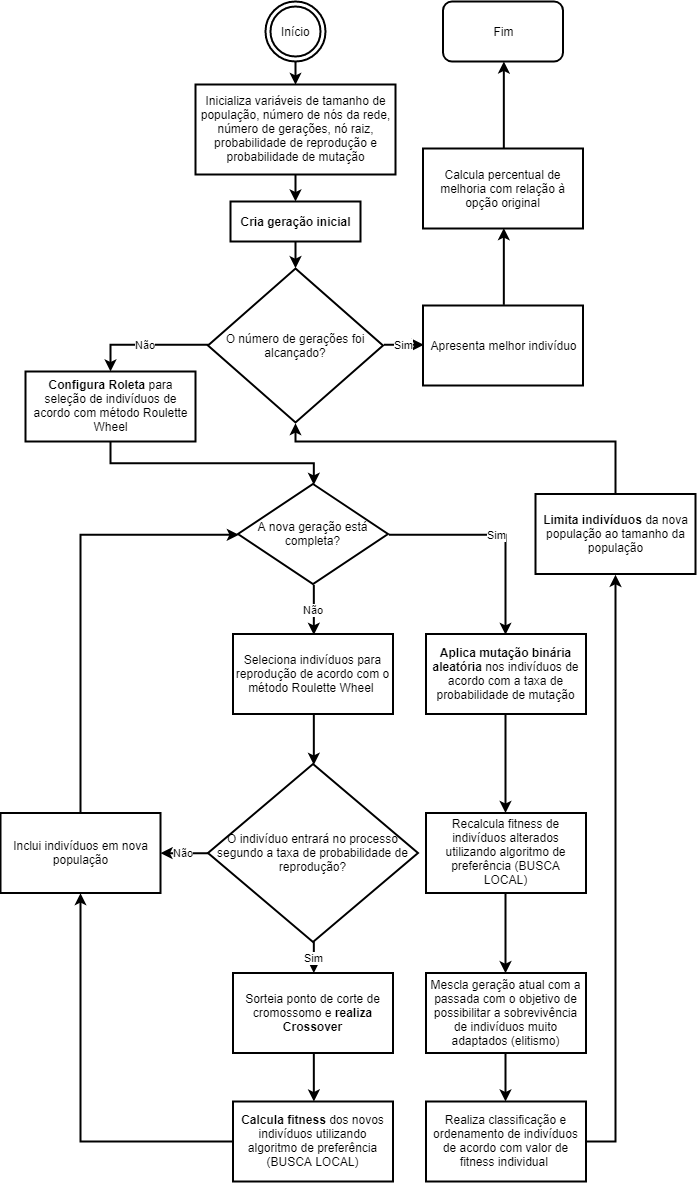 Início
Fim
Inicializa variáveis de tamanho de
população, número de nós da rede,
número de gerações, nó raiz,
probabilidade de reprodução e
probabilidade de mutação
Calcula percentual de
melhoria com relação à
opção original
Cria geração inicial
O número de gerações foi
alcançado?
Não
Sim
Apresenta melhor indivíduo
Configura Roleta para
seleção de indivíduos de
acordo com método Roulette
Wheel
A nova geração está
completa?
Sim
Limita indivíduos da nova
população ao tamanho da
população
Não
Seleciona indivíduos para
reprodução de acordo com o
método Roulette Wheel
Aplica mutação binária
aleatória nos indivíduos de
acordo com a taxa de
probabilidade de mutação
O indivíduo entrará no processo
segundo a taxa de probabilidade de
reprodução?
Não
Inclui indivíduos em nova
população
Recalcula fitness de
indivíduos alterados
utilizando algoritmo de
preferência (BUSCA
LOCAL)
Sim
Sorteia ponto de corte de
cromossomo e realiza
Crossover
Mescla geração atual com a
passada com o objetivo de
possibilitar a sobrevivência
de indivíduos muito
adaptados (elitismo)
Calcula fitness dos novos
indivíduos utilizando
algoritmo de preferência
(BUSCA LOCAL)
Realiza classificação e
ordenamento de indivíduos
de acordo com valor de
fitness individual